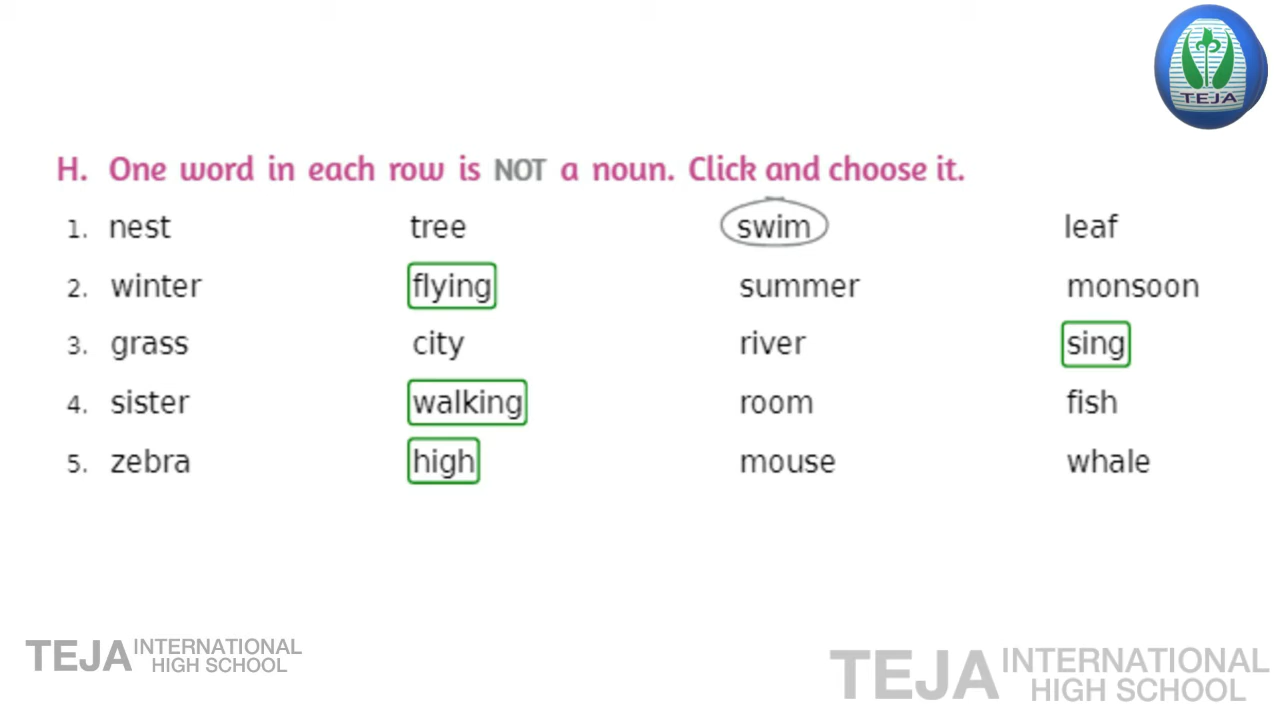 TEJA
H. One word in each row is NOT a noun. Click and choose it.
1. nest tree swim leaf
2. winter flying summer monsoon
3. grass city river sing
4. sister walking room fish
5. zebra high mouse whale
TEJA INTERNATIONAL HIGH SCHOOL
TEJA INTERNATIONAL HIGH SCHOOL